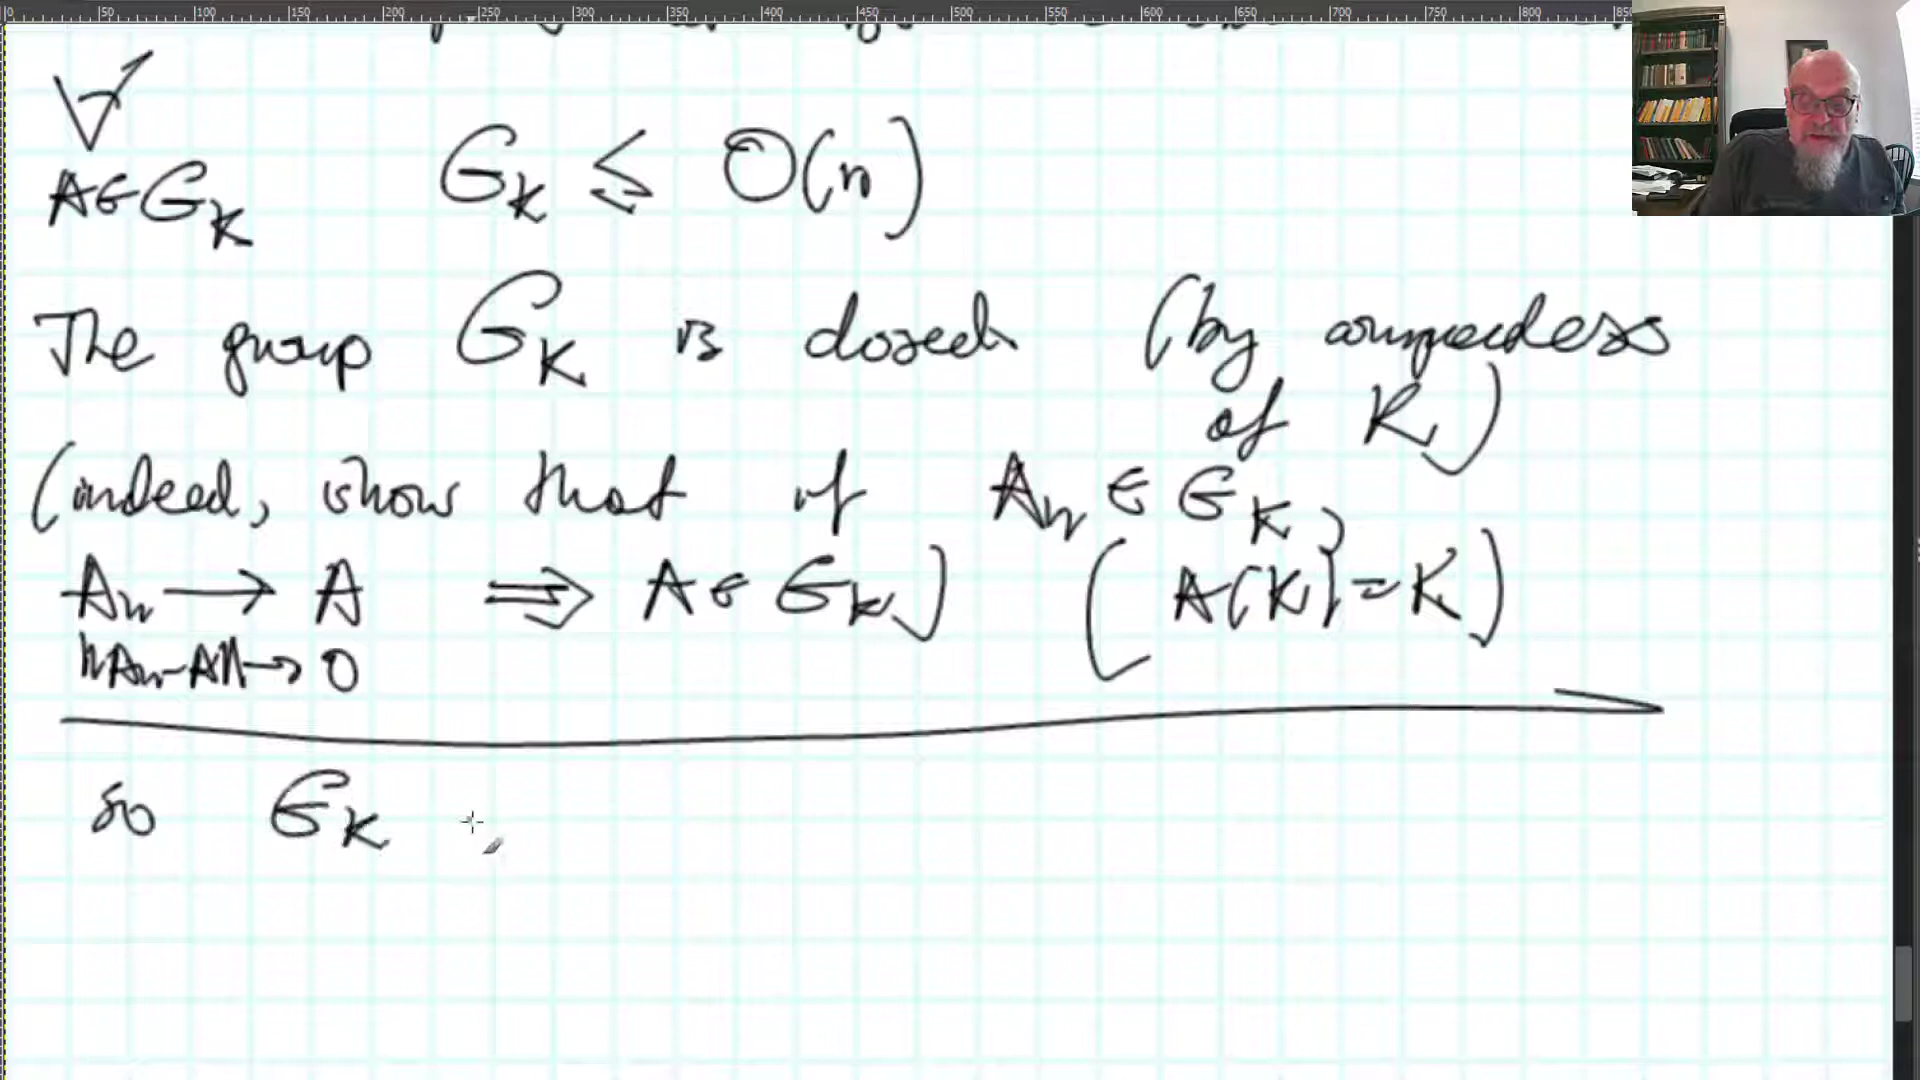 ∀
A∈G_K G_K ≤ O(n)
The group G_K is closed (by compactness
of K)
(indeed, show that if A_n ∈ G_K,
A_n → A ⇒ A ∈ G_K) (A(K)=K)
‖A_n-A‖→0
so G_K